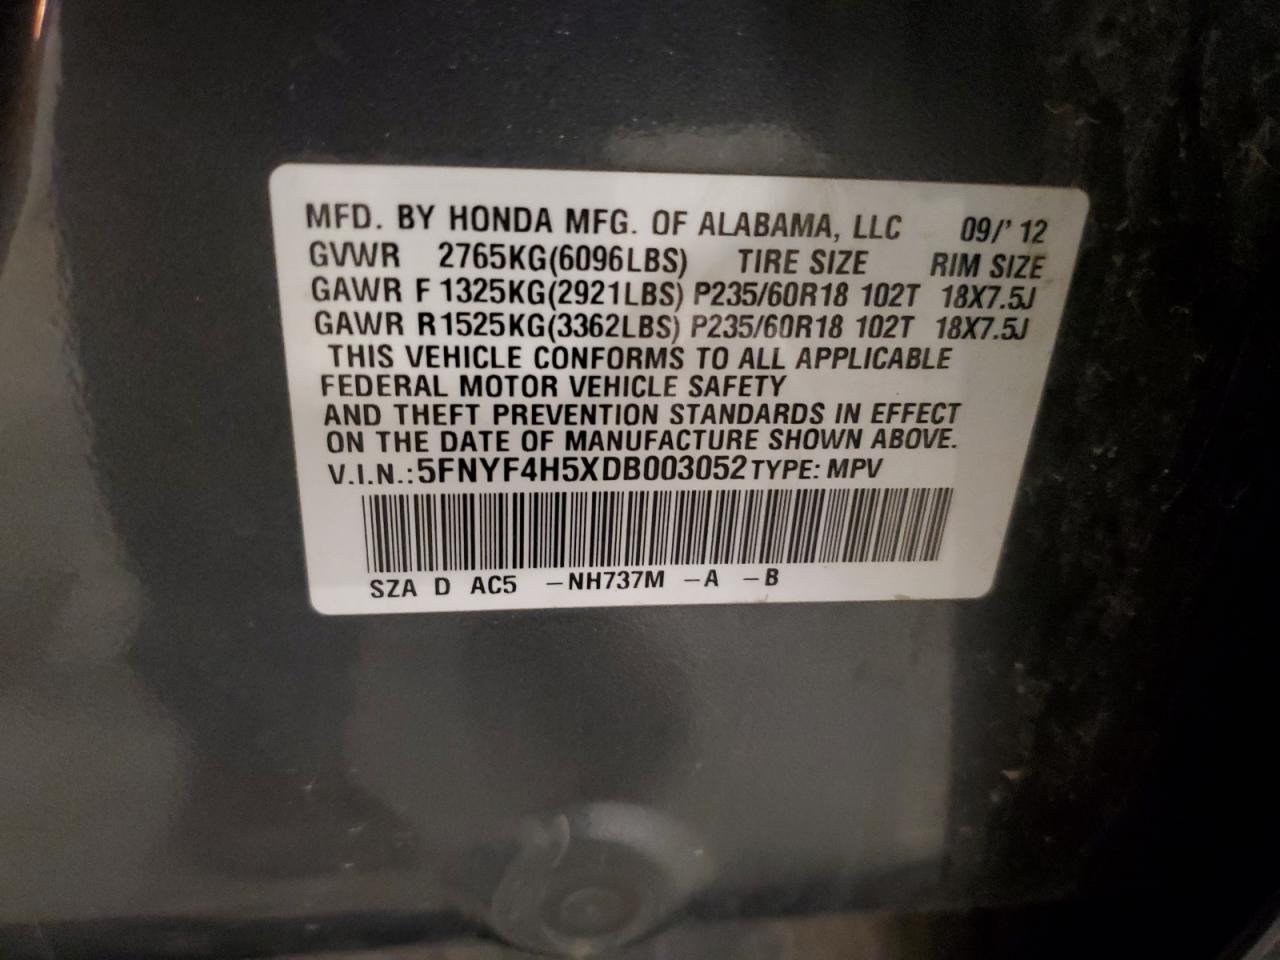 MFD. BY HONDA MFG. OF ALABAMA, LLC 09/'12
GVWR 2765KG(6096LBS) TIRE SIZE RIM SIZE
GAWR F 1325KG(2921LBS) P235/60R18 102T 18X7.5J
GAWR R 1525KG(3362LBS) P235/60R18 102T 18X7.5J
THIS VEHICLE CONFORMS TO ALL APPLICABLE
FEDERAL MOTOR VEHICLE SAFETY
AND THEFT PREVENTION STANDARDS IN EFFECT
ON THE DATE OF MANUFACTURE SHOWN ABOVE.
V.I.N.:5FNYF4H5XDB003052 TYPE: MPV
SZA D AC5 -NH737M -A -B